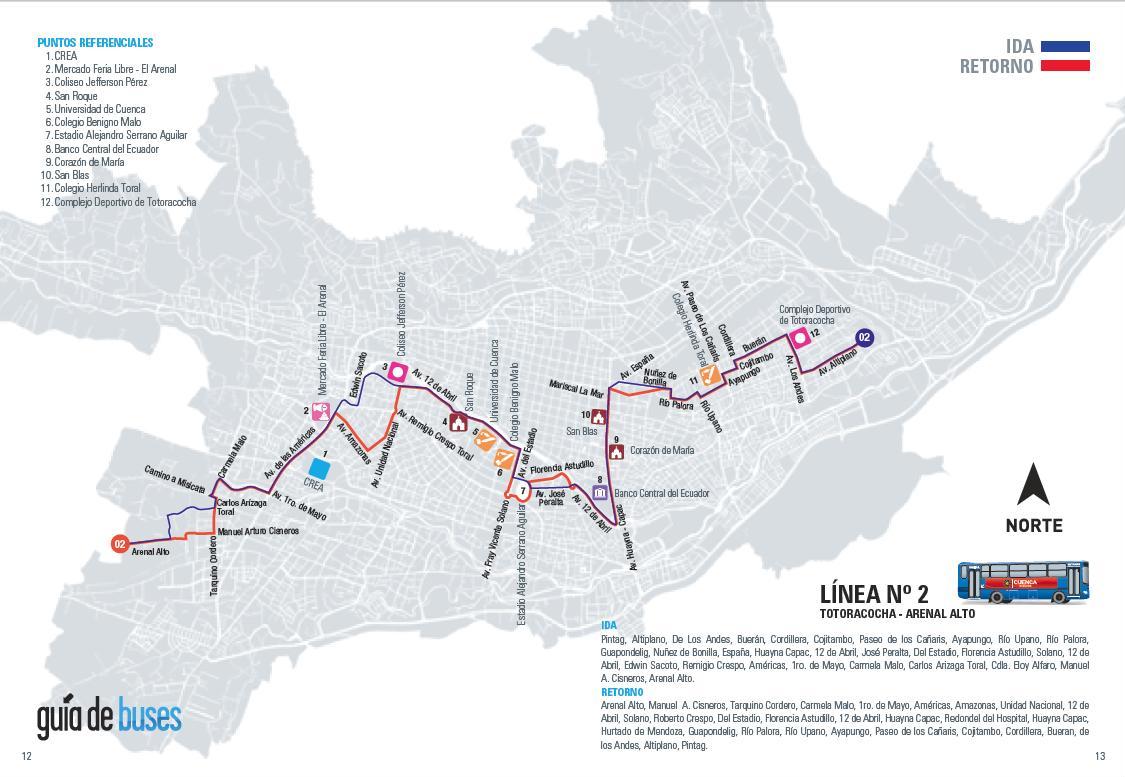 PUNTOS REFERENCIALES
1. CREA
2. Mercado Feria Libre - El Arenal
3. Coliseo Jefferson Pérez
4. San Roque
5. Universidad de Cuenca
6. Colegio Benigno Malo
7. Estadio Alejandro Serrano Aguilar
8. Banco Central del Ecuador
9. Corazón de María
10. San Blas
11. Colegio Herlinda Toral
12. Complejo Deportivo de Totoracocha
IDA
RETORNO
Mercado Feria Libre - El Arenal
Coliseo Jefferson Pérez
Av. Paseo de Los Cañaris
Colegio Herlinda Toral
Cordillera
Buerán
Complejo Deportivo
de Totoracocha
12
02
Cojitambo
Ayapungo
Av. Los Andes
Av. Altiplano
11
Edwin Sacoto
3
Av. 12 de Abril
San Roque
Universidad de Cuenca
Colegio Benigno Malo
Av. España
Nuñez de
Bonilla
Mariscal La Mar
Río Palora
Río Upano
2
4
5
6
Av. Remigio Crespo Toral
Av. Amazonas
Av. Unidad Nacional
Av. de las Américas
1
CREA
Av. del Estadio
10
San Blas
9
Corazón de María
Florencia Astudillo
7
Av. José
Peralta
8
Banco Central del Ecuador
Av. 12 de Abril
Av. Huayna - Capac
Carmela Malo
Camino a Misicata
Carlos Arizaga
Toral
Av. 1ro. de Mayo
Manuel Arturo Cisneros
02
Arenal Alto
Tarquino Cordero
Av. Fray Vicente Solano
Estadio Alejandro Serrano Aguilar
NORTE
CUENCA
LÍNEA Nº 2
TOTORACOCHA - ARENAL ALTO
IDA
Pintag, Altiplano, De Los Andes, Buerán, Cordillera, Cojitambo, Paseo de los Cañaris, Ayapungo, Río Upano, Río Palora,
Guapondelig, Nuñez de Bonilla, España, Huayna Capac, 12 de Abril, José Peralta, Del Estadio, Florencia Astudillo, Solano, 12 de
Abril, Edwin Sacoto, Remigio Crespo, Américas, 1ro. de Mayo, Carmela Malo, Carlos Arizaga Toral, Cdla. Eloy Alfaro, Manuel
A. Cisneros, Arenal Alto.
RETORNO
Arenal Alto, Manuel A. Cisneros, Tarquino Cordero, Carmela Malo, 1ro. de Mayo, Américas, Amazonas, Unidad Nacional, 12 de
Abril, Solano, Roberto Crespo, Del Estadio, Florencia Astudillo, 12 de Abril, Huayna Capac, Redondel del Hospital, Huayna Capac,
Hurtado de Mendoza, Guapondelig, Río Palora, Río Upano, Ayapungo, Paseo de los Cañaris, Cojitambo, Cordillera, Bueran, de
los Andes, Altiplano, Pintag.
guía de buses
12
13